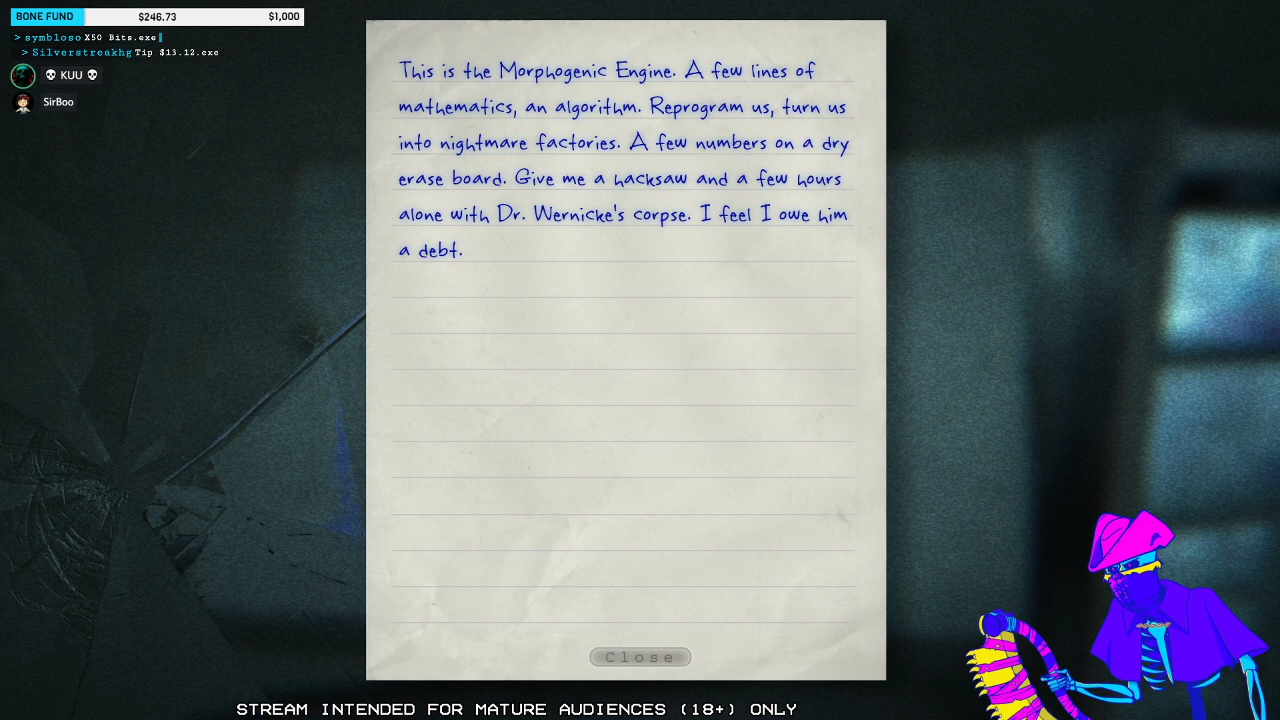 BONE FUND $246.73 $1,000
> symbloso X50 Bits.exe
> Silverstreakhg Tip $13.12.exe
💀 KUU 💀
SirBoo
This is the Morphogenic Engine. A few lines of
mathematics, an algorithm. Reprogram us, turn us
into nightmare factories. A few numbers on a dry
erase board. Give me a hacksaw and a few hours
alone with Dr. Wernicke's corpse. I feel I owe him
a debt.
Close
STREAM INTENDED FOR MATURE AUDIENCES (18+) ONLY